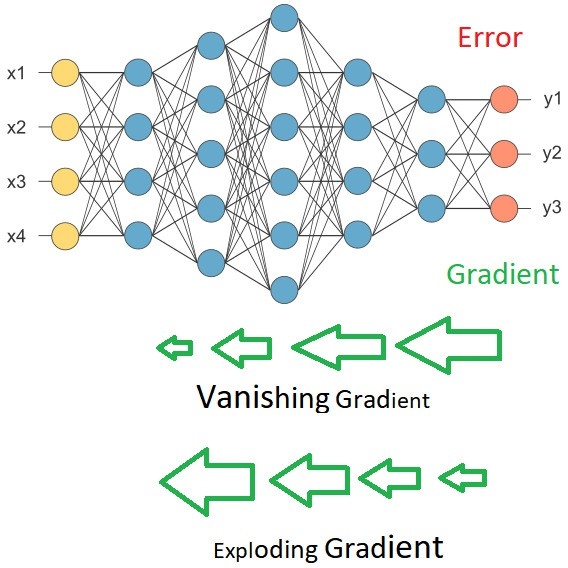 Error
x1
y1
x2
y2
x3
y3
x4
Gradient
Vanishing Gradient
Exploding Gradient